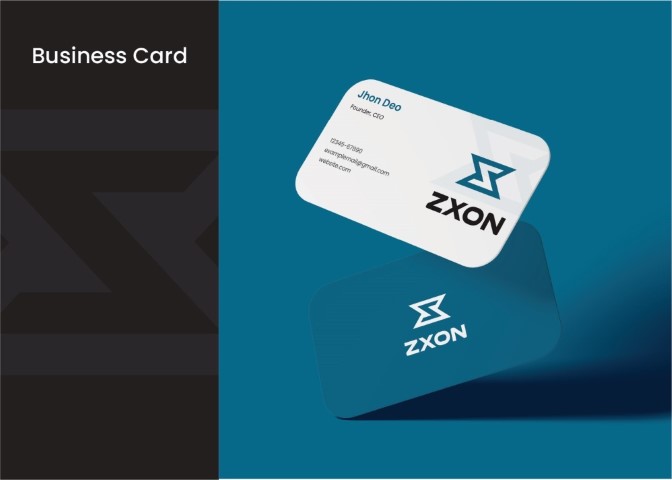 Business Card
Jhon Deo
Founder, CEO
12345-67890
examplemail@gmail.com
website.com
ZXON
ZXON